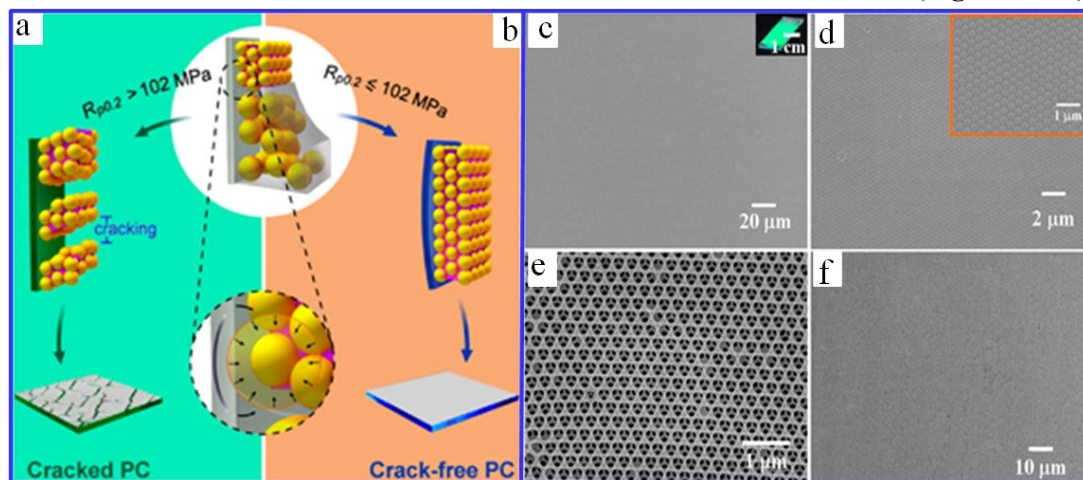 a
b
R_p0.2 > 102 MPa
R_p0.2 ≤ 102 MPa
cracking
Cracked PC
Crack-free PC
c
1 cm
20 μm
d
1 μm
2 μm
e
1 μm
f
10 μm